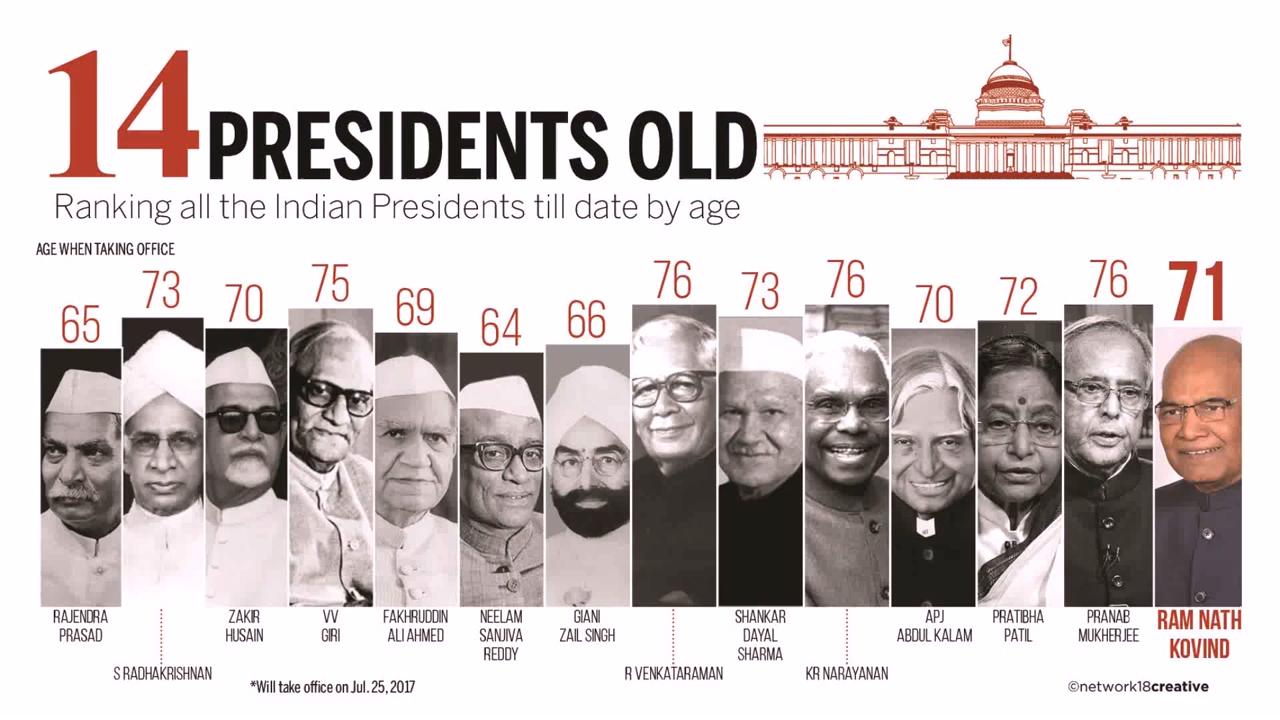 14 PRESIDENTS OLD
Ranking all the Indian Presidents till date by age
AGE WHEN TAKING OFFICE
65
73
70
75
69
64
66
76
73
76
70
72
76
71
RAJENDRA
PRASAD
S RADHAKRISHNAN
ZAKIR
HUSAIN
VV
GIRI
FAKHRUDDIN
ALI AHMED
NEELAM
SANJIVA
REDDY
GIANI
ZAIL SINGH
R VENKATARAMAN
SHANKAR
DAYAL
SHARMA
KR NARAYANAN
APJ
ABDUL KALAM
PRATIBHA
PATIL
PRANAB
MUKHERJEE
RAM NATH
KOVIND
*Will take office on Jul. 25, 2017
©network18creative